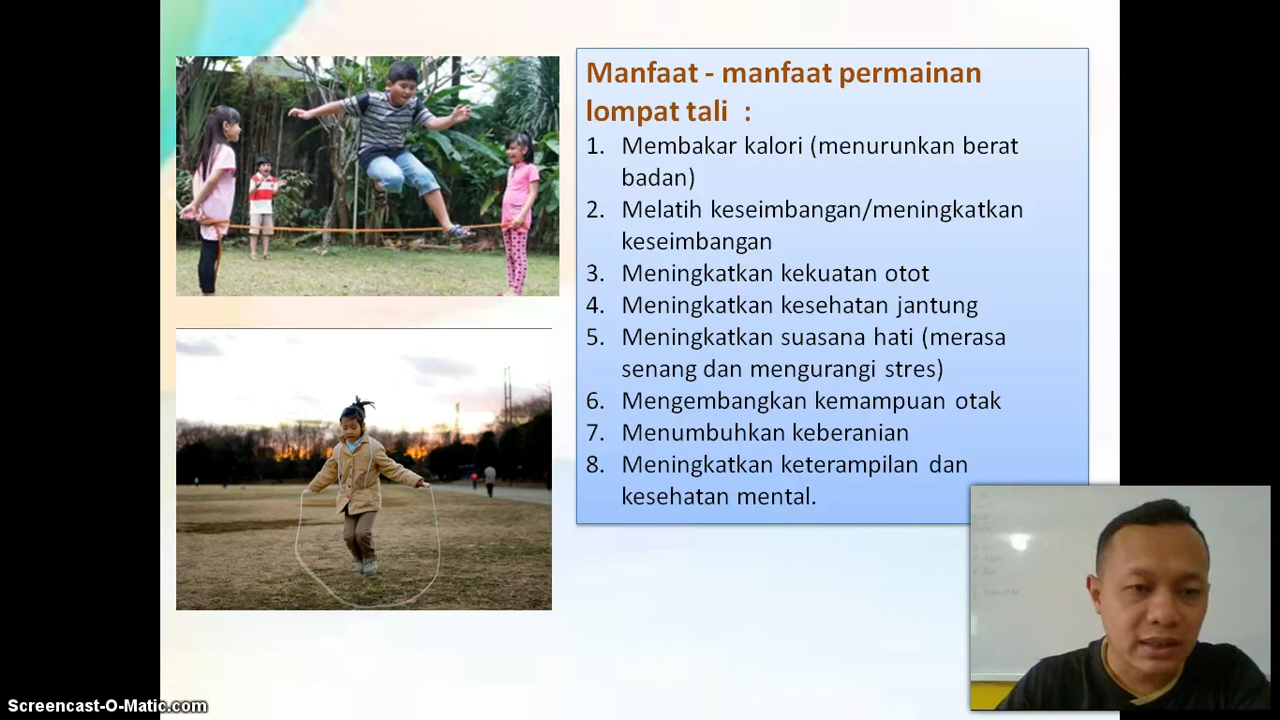 Manfaat - manfaat permainan
lompat tali :
1. Membakar kalori (menurunkan berat
badan)
2. Melatih keseimbangan/meningkatkan
keseimbangan
3. Meningkatkan kekuatan otot
4. Meningkatkan kesehatan jantung
5. Meningkatkan suasana hati (merasa
senang dan mengurangi stres)
6. Mengembangkan kemampuan otak
7. Menumbuhkan keberanian
8. Meningkatkan keterampilan dan
kesehatan mental.
Screencast-O-Matic.com